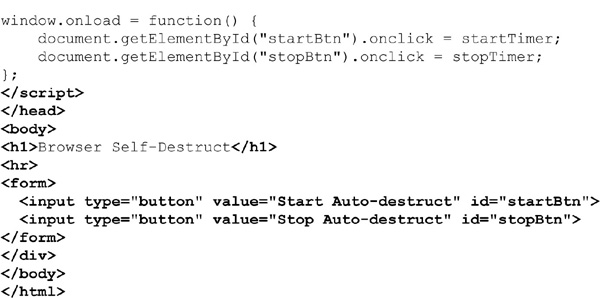 window.onload = function() {
    document.getElementById("startBtn").onclick = startTimer;
    document.getElementById("stopBtn").onclick = stopTimer;
};
</script>
</head>
<body>
<h1>Browser Self-Destruct</h1>
<hr>
<form>
  <input type="button" value="Start Auto-destruct" id="startBtn">
  <input type="button" value="Stop Auto-destruct" id="stopBtn">
</form>
</div>
</body>
</html>